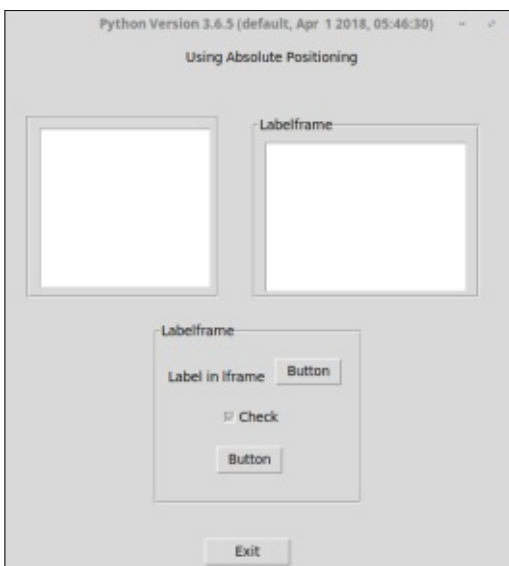 Python Version 3.6.5 (default, Apr 1 2018, 05:46:30)
Using Absolute Positioning
Labelframe
Labelframe
Label in lframe
Button
Check
Button
Exit